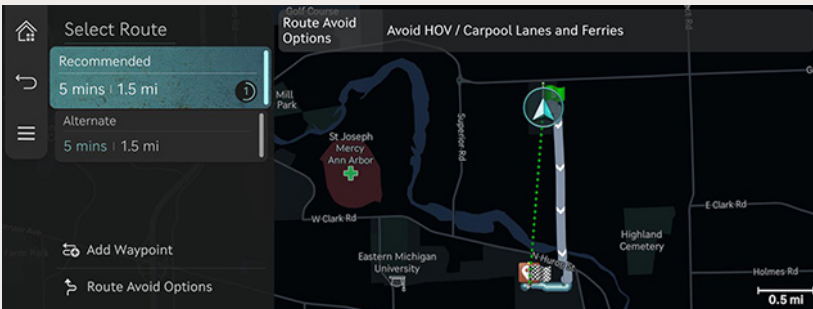 Select Route
Recommended
5 mins | 1.5 mi
1
Alternate
5 mins | 1.5 mi
Add Waypoint
Route Avoid Options
Route Avoid
Options
Avoid HOV / Carpool Lanes and Ferries
Golf Course
Mill
Park
Superior Rd
St Joseph
Mercy
Ann Arbor
W Clark Rd
E Clark Rd
Highland
Cemetery
Eastern Michigan
University
Holmes Rd
0.5 mi